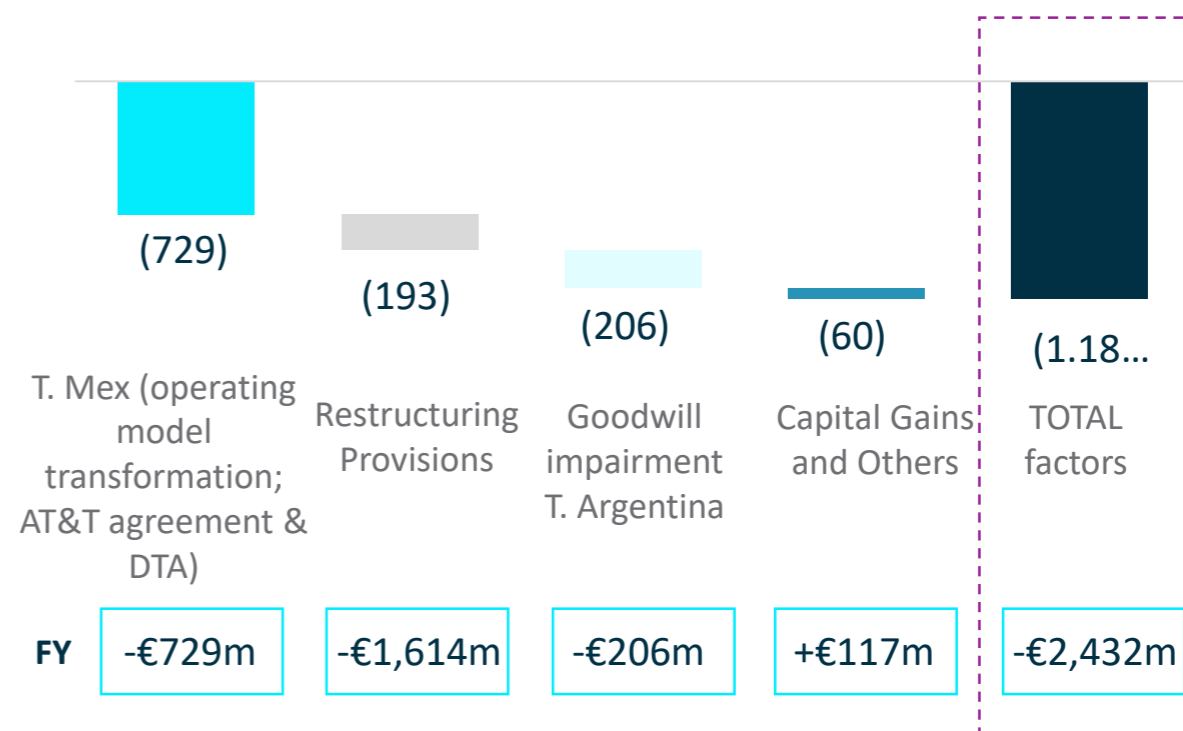 (729)
(193)
(206)
(60)
(1.18...
T. Mex (operating
model
transformation;
AT&T agreement &
DTA)
Restructuring
Provisions
Goodwill
impairment
T. Argentina
Capital Gains
and Others
TOTAL
factors
FY
-€729m
-€1,614m
-€206m
+€117m
-€2,432m